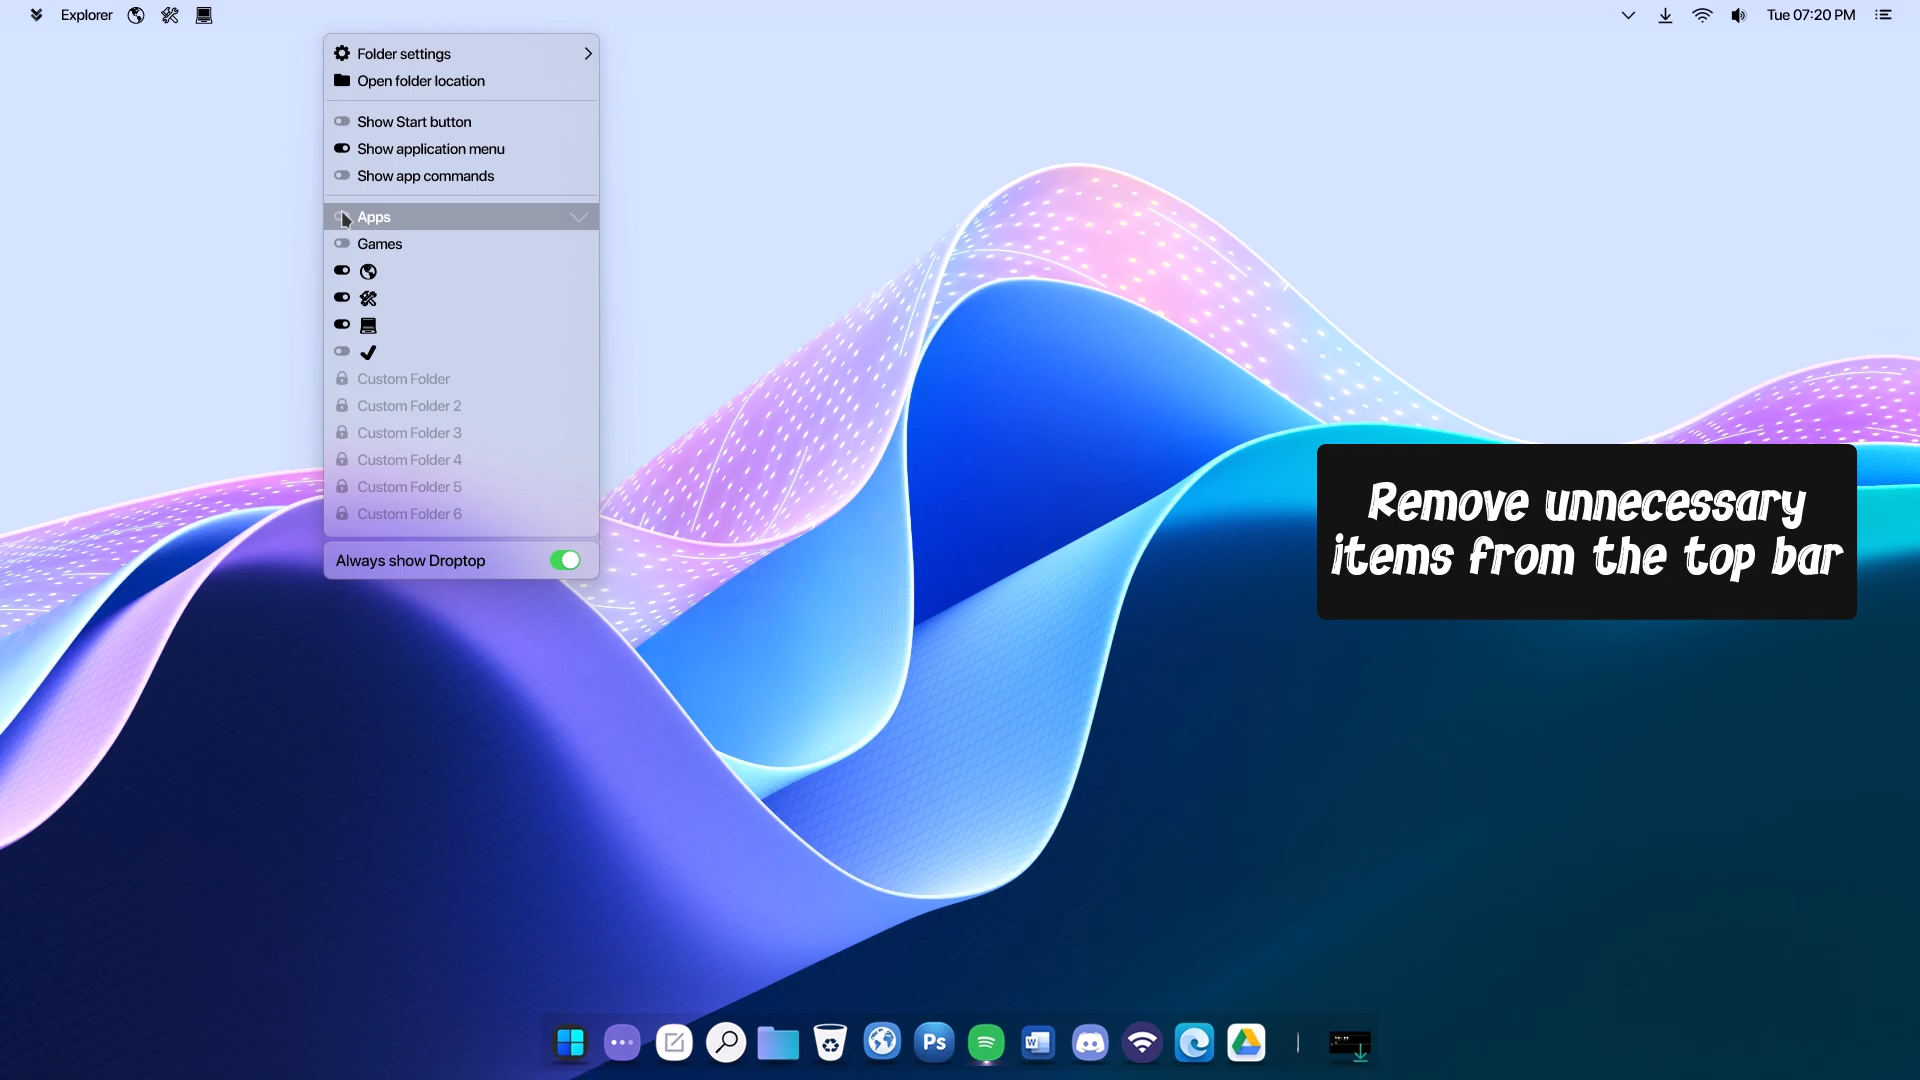 Explorer
Tue 07:20 PM
Folder settings
Open folder location
Show Start button
Show application menu
Show app commands
Apps
Games
Custom Folder
Custom Folder 2
Custom Folder 3
Custom Folder 4
Custom Folder 5
Custom Folder 6
Always show Droptop
Remove unnecessary
items from the top bar
Ps
W